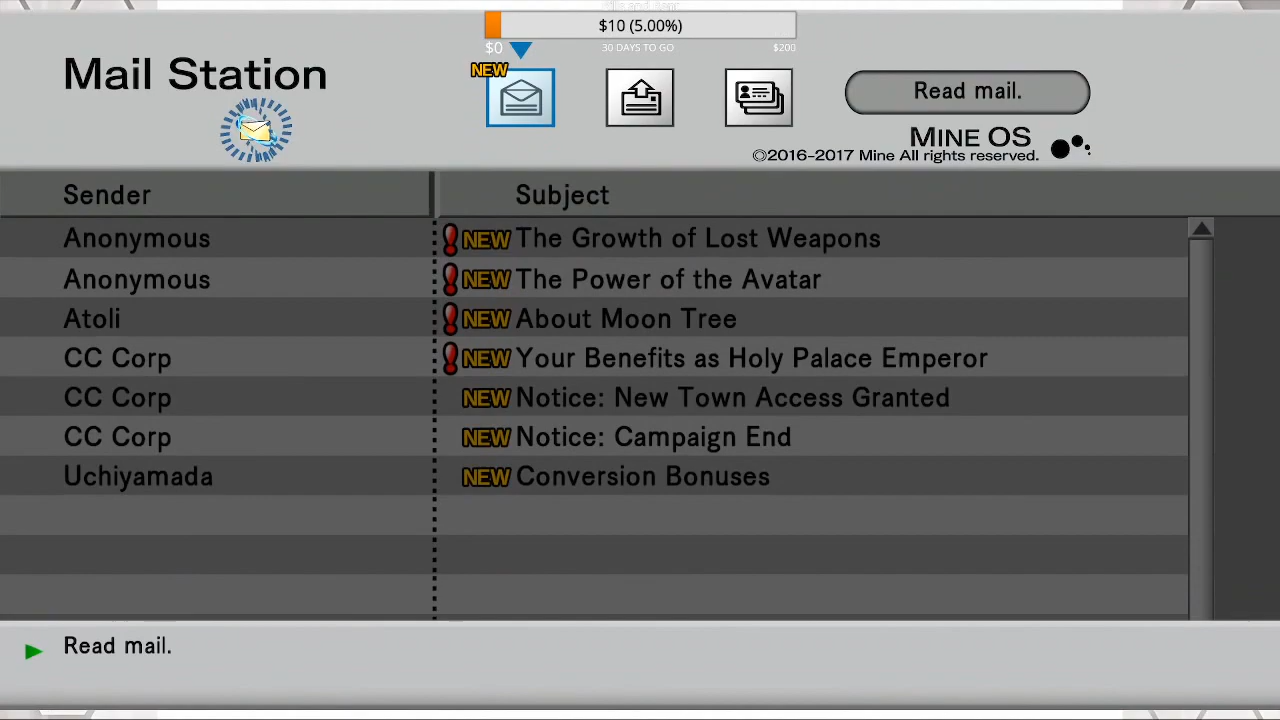 $10 (5.00%)
$0 30 DAYS TO GO $200
Mail Station
NEW
Read mail.
MINE OS
©2016-2017 Mine All rights reserved.
Sender Subject
Anonymous NEW The Growth of Lost Weapons
Anonymous NEW The Power of the Avatar
Atoli NEW About Moon Tree
CC Corp NEW Your Benefits as Holy Palace Emperor
CC Corp NEW Notice: New Town Access Granted
CC Corp NEW Notice: Campaign End
Uchiyamada NEW Conversion Bonuses
Read mail.